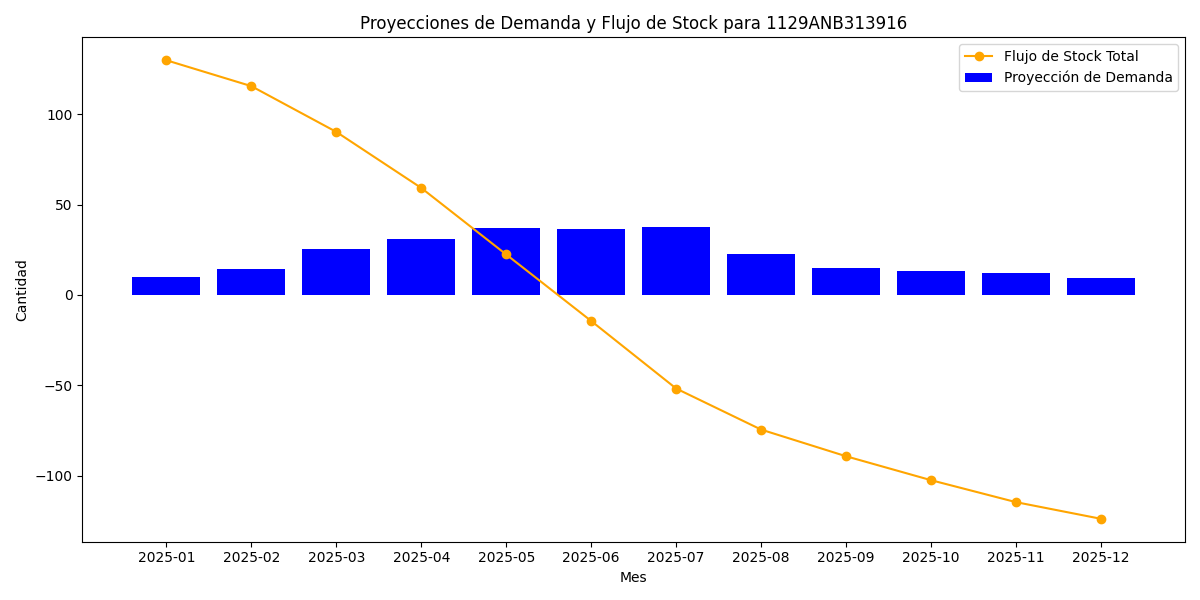 Proyecciones de Demanda y Flujo de Stock para 1129ANB313916
Flujo de Stock Total
Proyección de Demanda
Cantidad
100
50
0
−50
−100
2025-01 2025-02 2025-03 2025-04 2025-05 2025-06 2025-07 2025-08 2025-09 2025-10 2025-11 2025-12
Mes